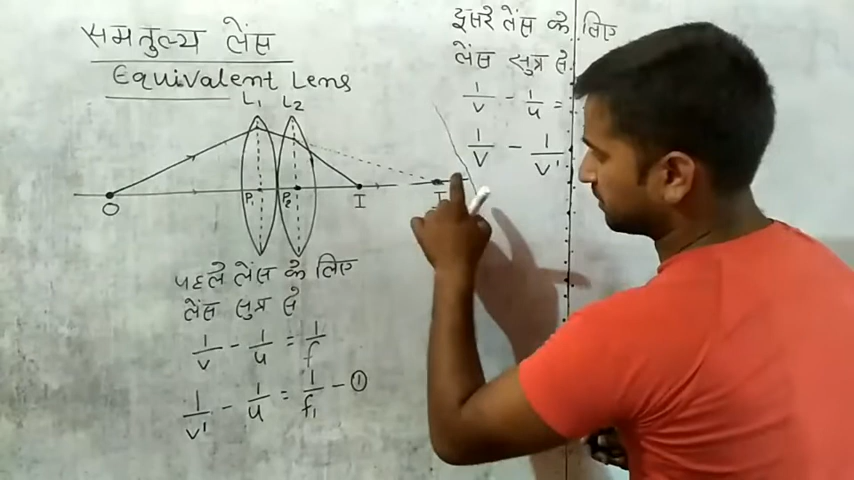 समतुल्य लेंस
Equivalent Lens
L₁ L₂
O P₁ P₂ I I
पहले लेंस के लिए
लेंस सुत्र से
1/v - 1/u = 1/f
1/v' - 1/u = 1/f₁ - ①
दूसरे लेंस के लिए
लेंस सुत्र से
1/v - 1/u =
1/v - 1/v'